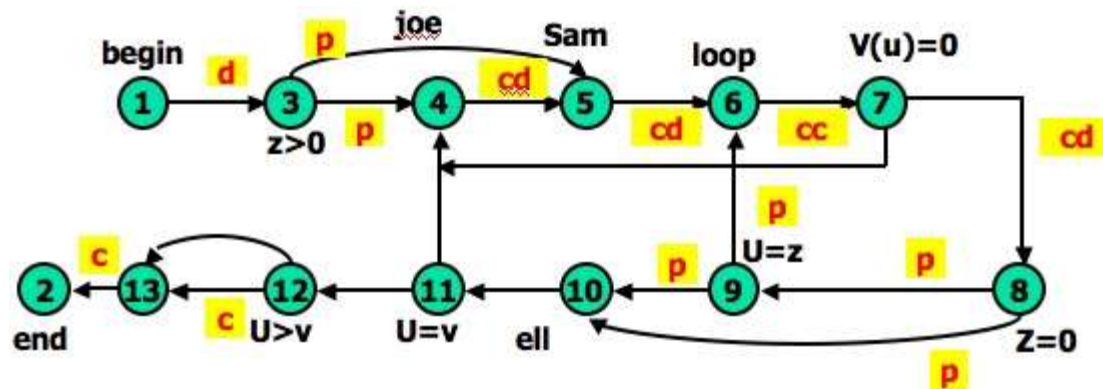 joe
p
Sam
begin
loop
V(u)=0
d
cd
1
3
4
5
6
7
z>0
p
cd
cc
cd
p
U=z
c
p
p
2
13
12
11
10
9
8
c
end
U>v
U=v
ell
Z=0
p